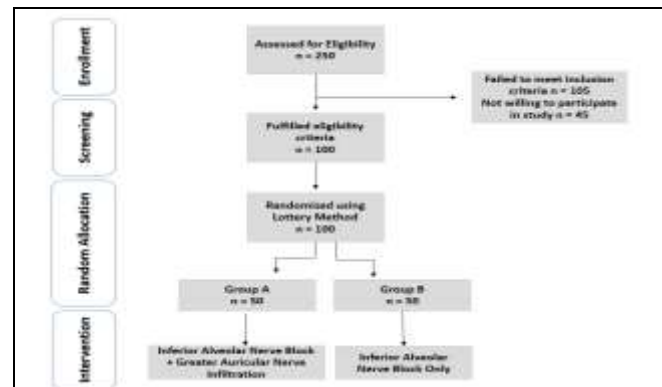 Enrollment
Assessed for Eligibility
n = 250
Failed to meet Inclusion
criteria n = 105
Not willing to participate
in study n = 45
Screening
Fulfilled eligibility
criteria
n = 100
Random Allocation
Randomised using
Lottery Method
n = 100
Group A
n = 50
Group B
n = 50
Intervention
Inferior Alveolar Nerve Block
+ Greater Auricular Nerve
Infiltration
Inferior Alveolar
Nerve Block Only